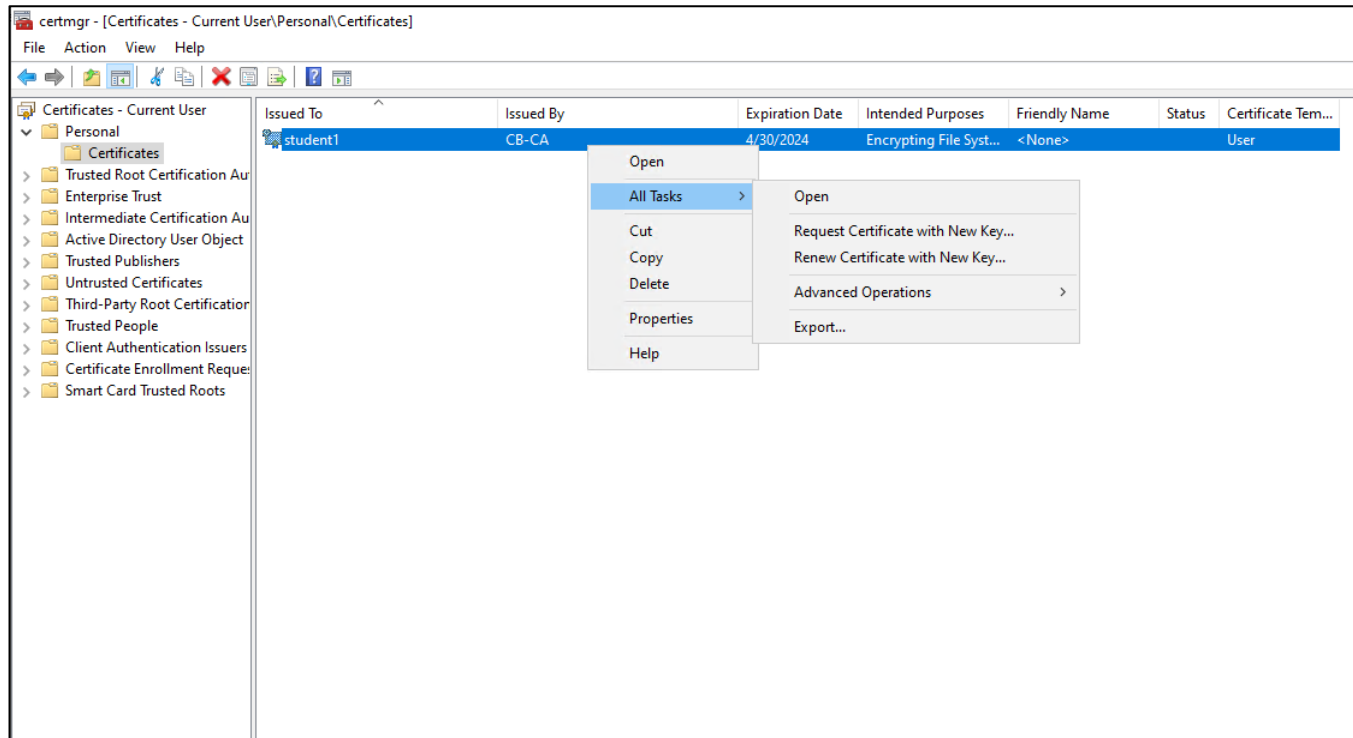 certmgr - [Certificates - Current User\Personal\Certificates]
File Action View Help
Certificates - Current User
Personal
Certificates
Trusted Root Certification Au
Enterprise Trust
Intermediate Certification Au
Active Directory User Object
Trusted Publishers
Untrusted Certificates
Third-Party Root Certification
Trusted People
Client Authentication Issuers
Certificate Enrollment Reque
Smart Card Trusted Roots
Issued To Issued By Expiration Date Intended Purposes Friendly Name Status Certificate Tem...
student1 CB-CA 4/30/2024 Encrypting File Syst... <None> User
Open
All Tasks
Cut
Copy
Delete
Properties
Help
Open
Request Certificate with New Key...
Renew Certificate with New Key...
Advanced Operations
Export...